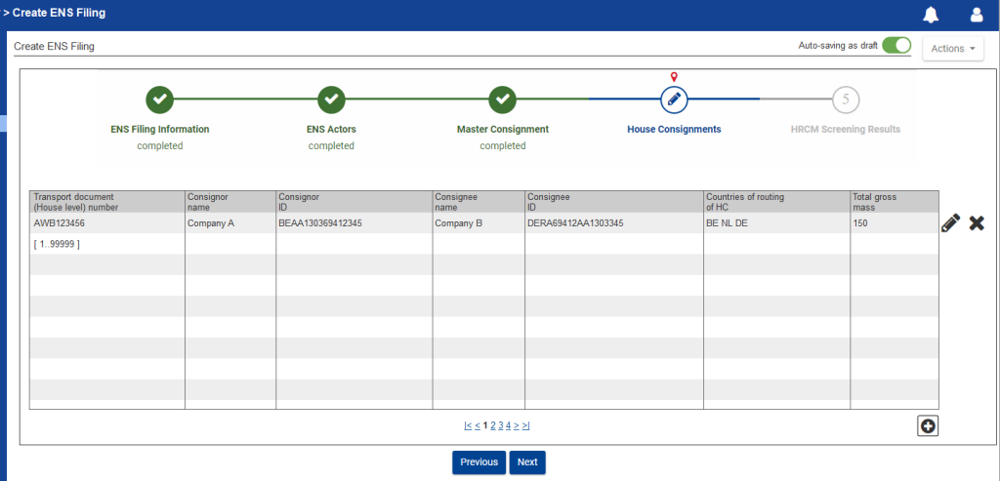 > Create ENS Filing
Create ENS Filing
Auto-saving as draft
Actions
5
ENS Filing Information
ENS Actors
Master Consignment
House Consignments
HRCM Screening Results
completed
completed
completed
Transport document
(House level) number
Consignor
name
Consignor
ID
Consignee
name
Consignee
ID
Countries of routing
of HC
Total gross
mass
AWB123456
Company A
BEAA130369412345
Company B
DERA69412AA1303345
BE NL DE
150
[ 1..99999 ]
|< < 1 2 3 4 > >|
Previous
Next